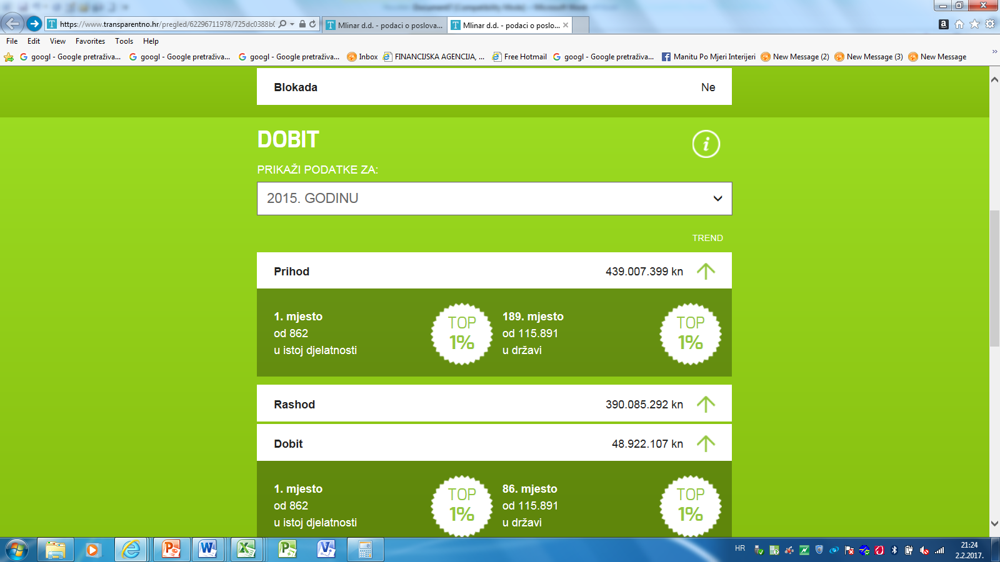 https://www.transparentno.hr/pregled/62296711978/725dc0388b0
Mlinar d.d. - podaci o poslova...
Mlinar d.d. - podaci o poslo...
File Edit View Favorites Tools Help
googl - Google pretraživa...
googl - Google pretraživa...
googl - Google pretraživa...
Inbox
FINANCIJSKA AGENCIJA, ...
Free Hotmail
googl - Google pretraživa...
Manitu Po Mjeri Interijeri
New Message (2)
New Message (3)
New Message
Blokada Ne
DOBIT
PRIKAŽI PODATKE ZA:
2015. GODINU
TREND
Prihod 439.007.399 kn
1. mjesto
od 862
u istoj djelatnosti
TOP
1%
189. mjesto
od 115.891
u državi
TOP
1%
Rashod 390.085.292 kn
Dobit 48.922.107 kn
1. mjesto
od 862
u istoj djelatnosti
TOP
1%
86. mjesto
od 115.891
u državi
TOP
1%
HR
21:24
2.2.2017.